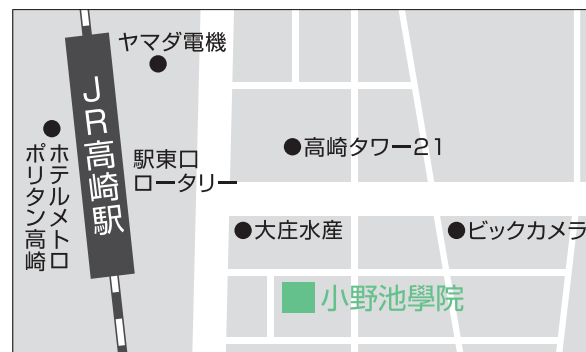 ヤマダ電機
JR高崎駅
ホテルメトロ
ポリタン高崎
駅東口
ロータリー
高崎タワー21
大庄水産
ビックカメラ
小野池學院